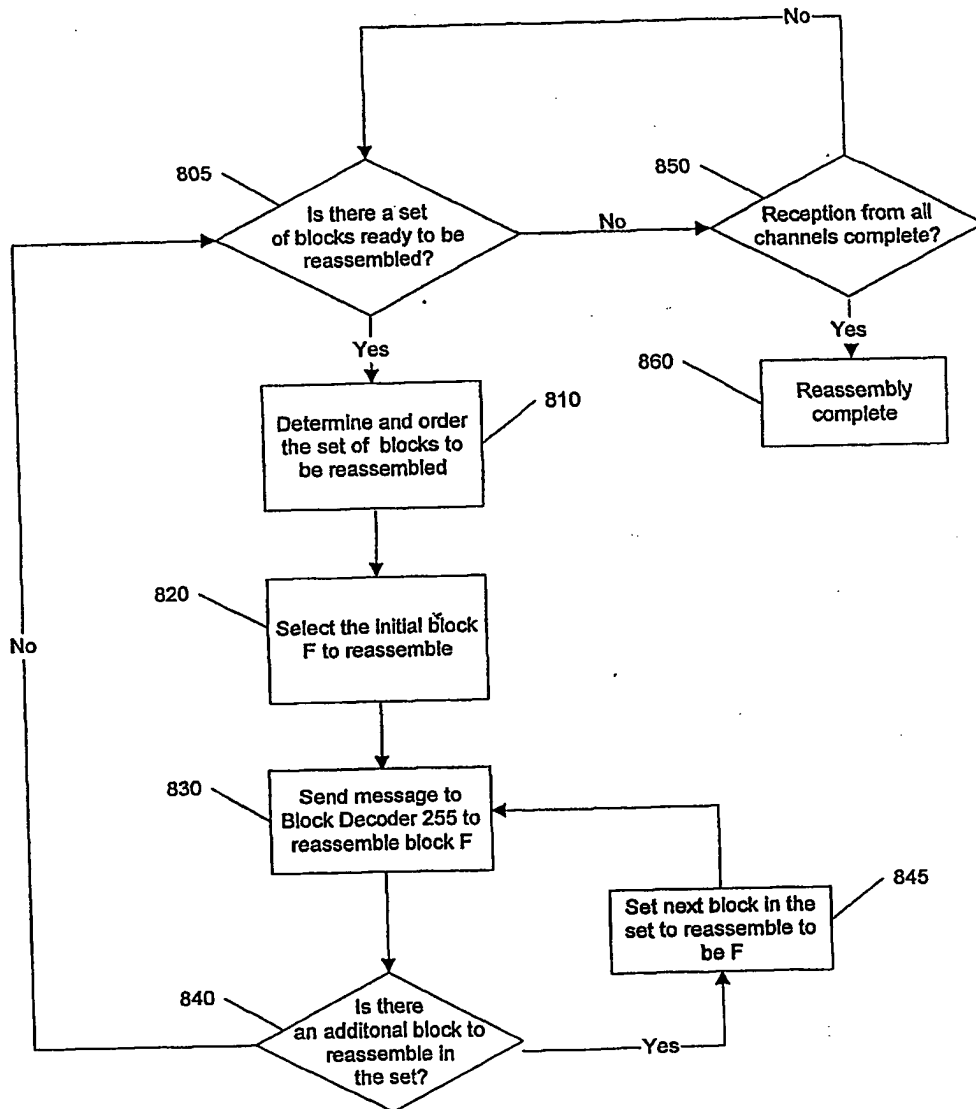 No
805
Is there a set
of blocks ready to be
reassembled?
No
850
Reception from all
channels complete?
Yes
Yes
860
Reassembly
complete
810
Determine and order
the set of blocks to
be reassembled
820
Select the initial block
F to reassemble
No
830
Send message to
Block Decoder 255 to
reassemble block F
845
Set next block in the
set to reassemble to
be F
840
Is there
an additonal block to
reassemble in
the set?
Yes